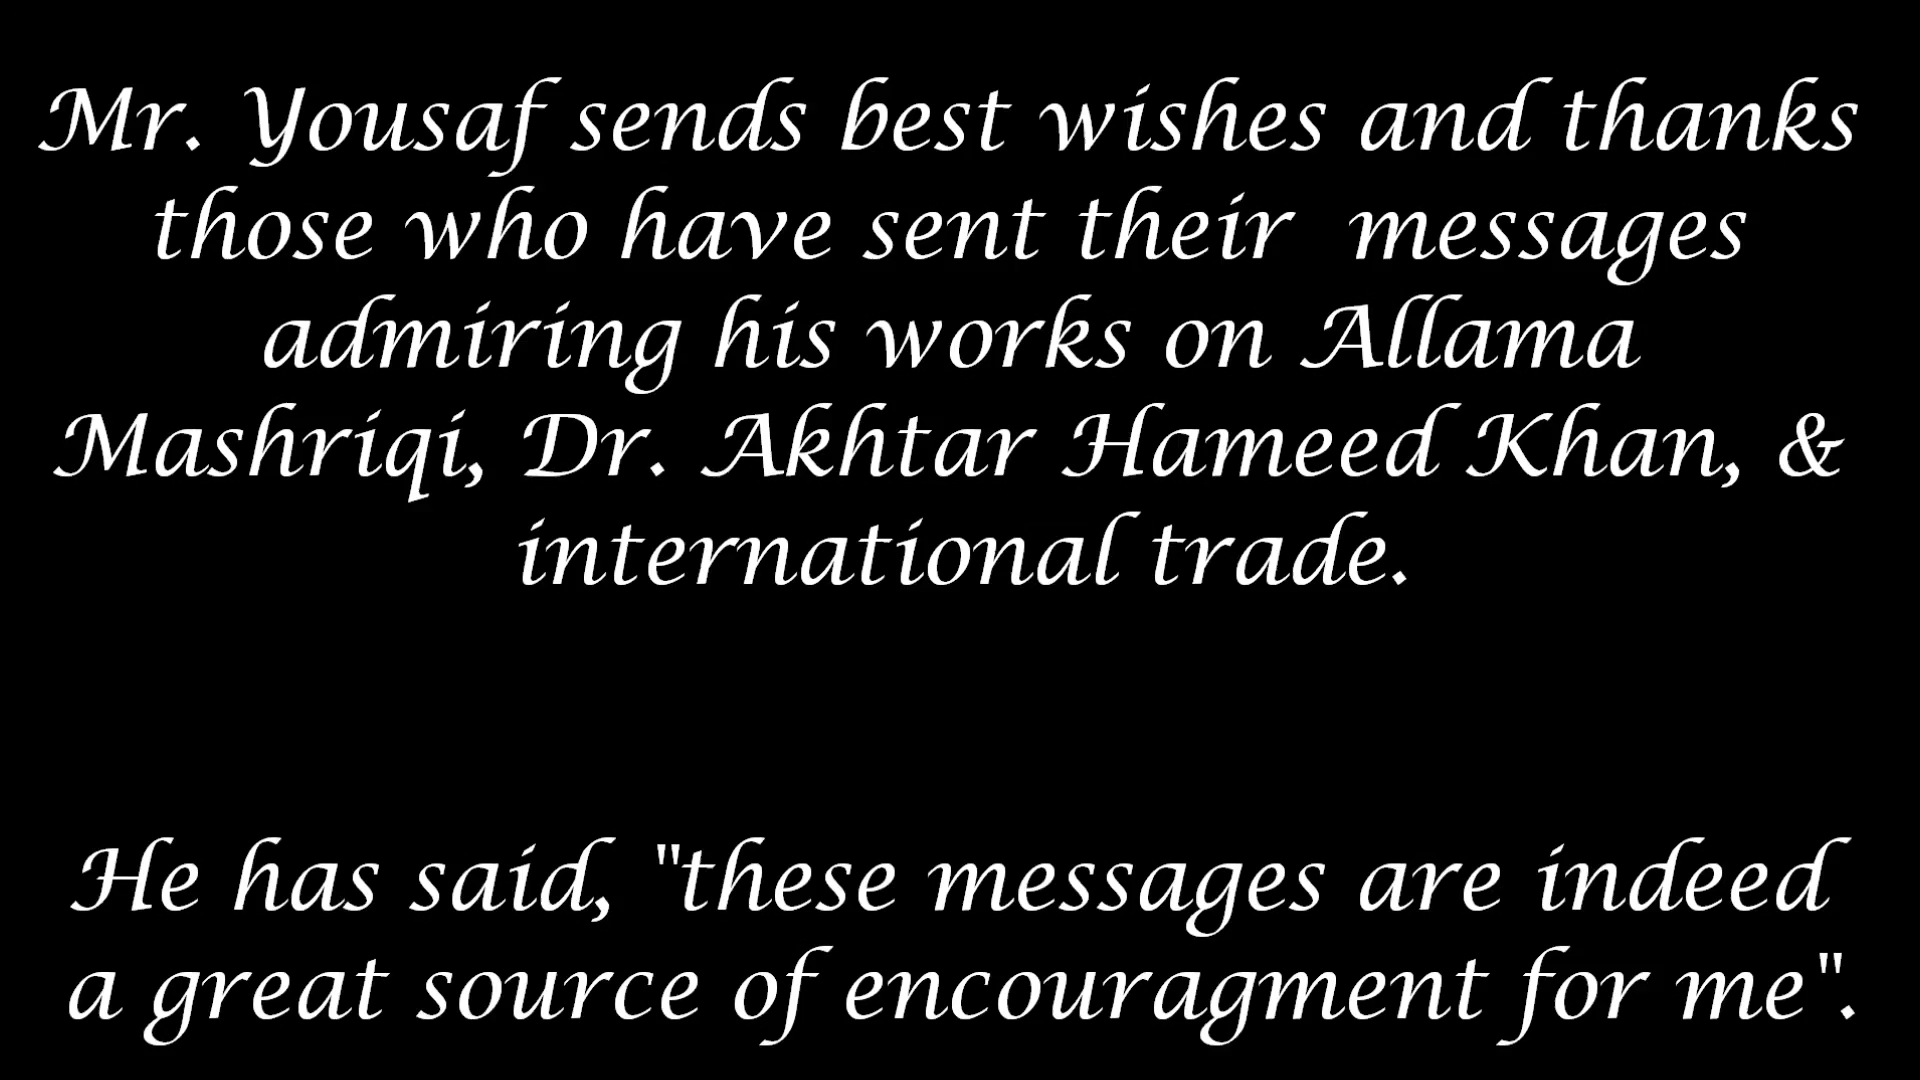 Mr. Yousaf sends best wishes and thanks
those who have sent their  messages
admiring his works on Allama
Mashriqi, Dr. Akhtar Hameed Khan, &
international trade.
He has said, "these messages are indeed
a great source of encouragment for me".